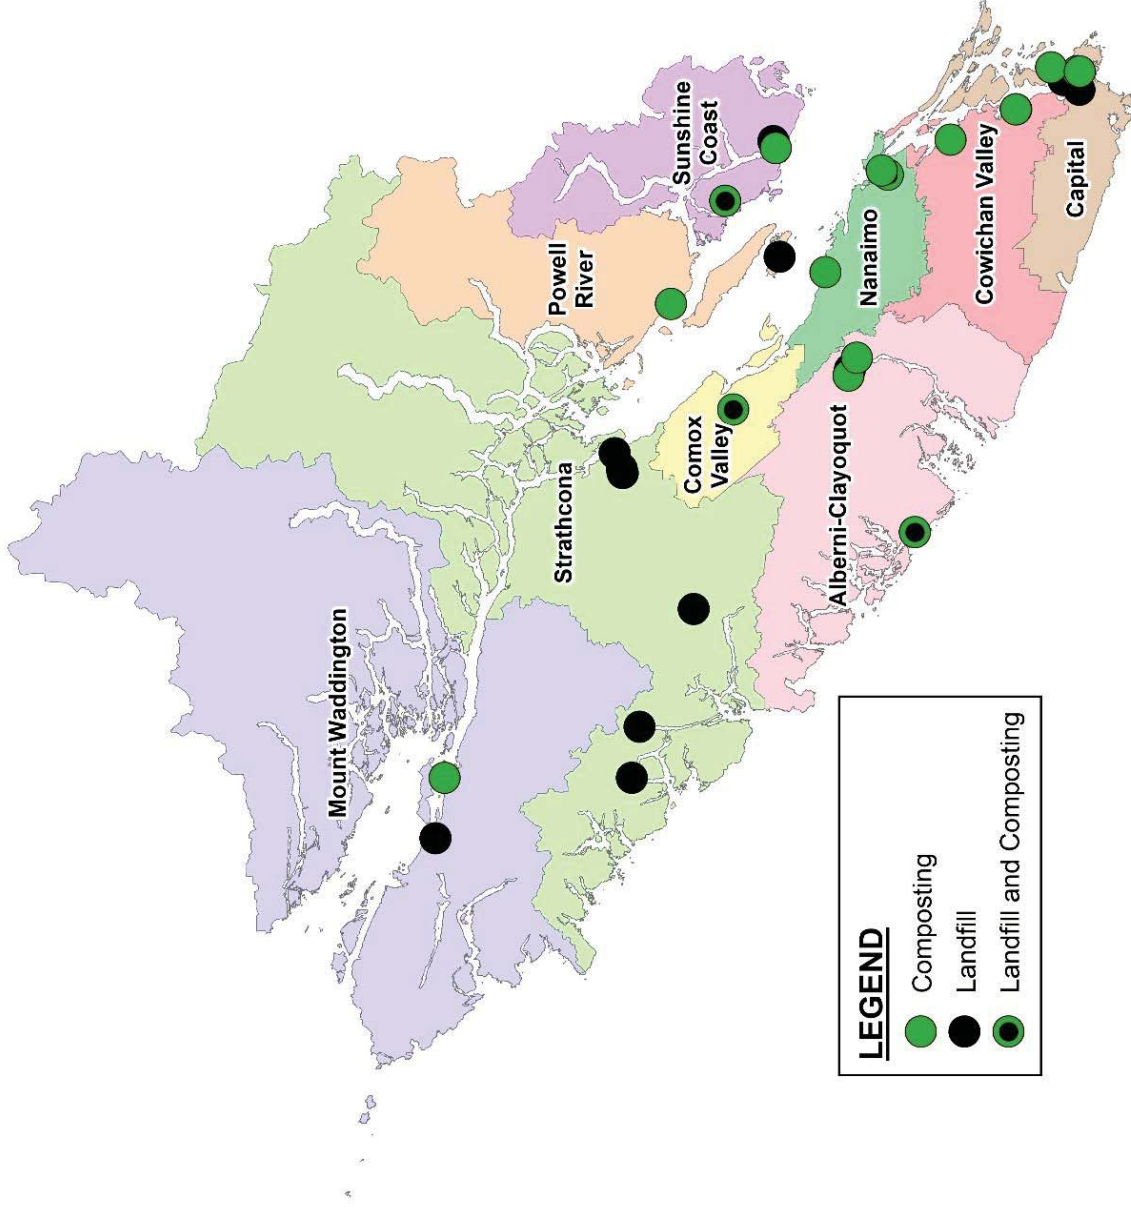 Mount Waddington
Strathcona
Powell
River
Sunshine
Coast
Comox
Valley
Alberni-Clayoquot
Nanaimo
Cowichan Valley
Capital
LEGEND
Composting
Landfill
Landfill and Composting